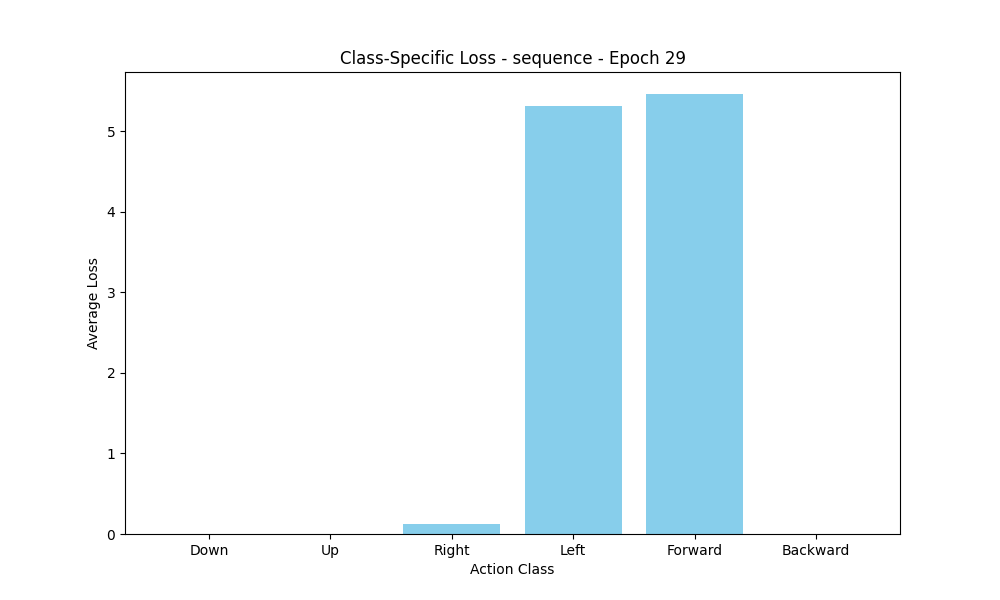 Class-Specific Loss - sequence - Epoch 29
Average Loss
5
4
3
2
1
0
Down Up Right Left Forward Backward
Action Class